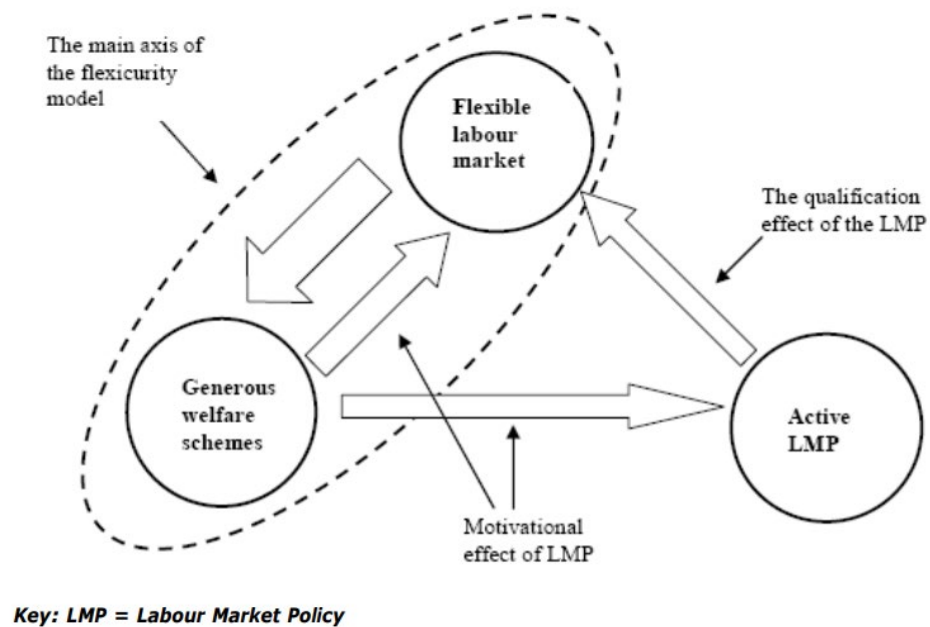 The main axis of
the flexicurity
model
Flexible
labour
market
The qualification
effect of the LMP
Generous
welfare
schemes
Active
LMP
Motivational
effect of LMP
Key: LMP = Labour Market Policy